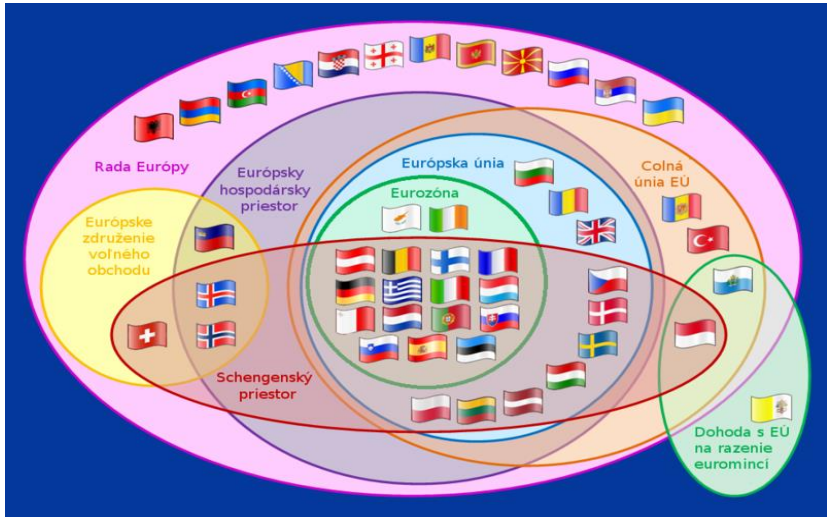 Rada Európy
Európsky
hospodársky
priestor
Európska únia
Colná
únia EÚ
Eurozóna
Európske
združenie
voľného
obchodu
Schengenský
priestor
Dohoda s EÚ
na razenie
euromincí